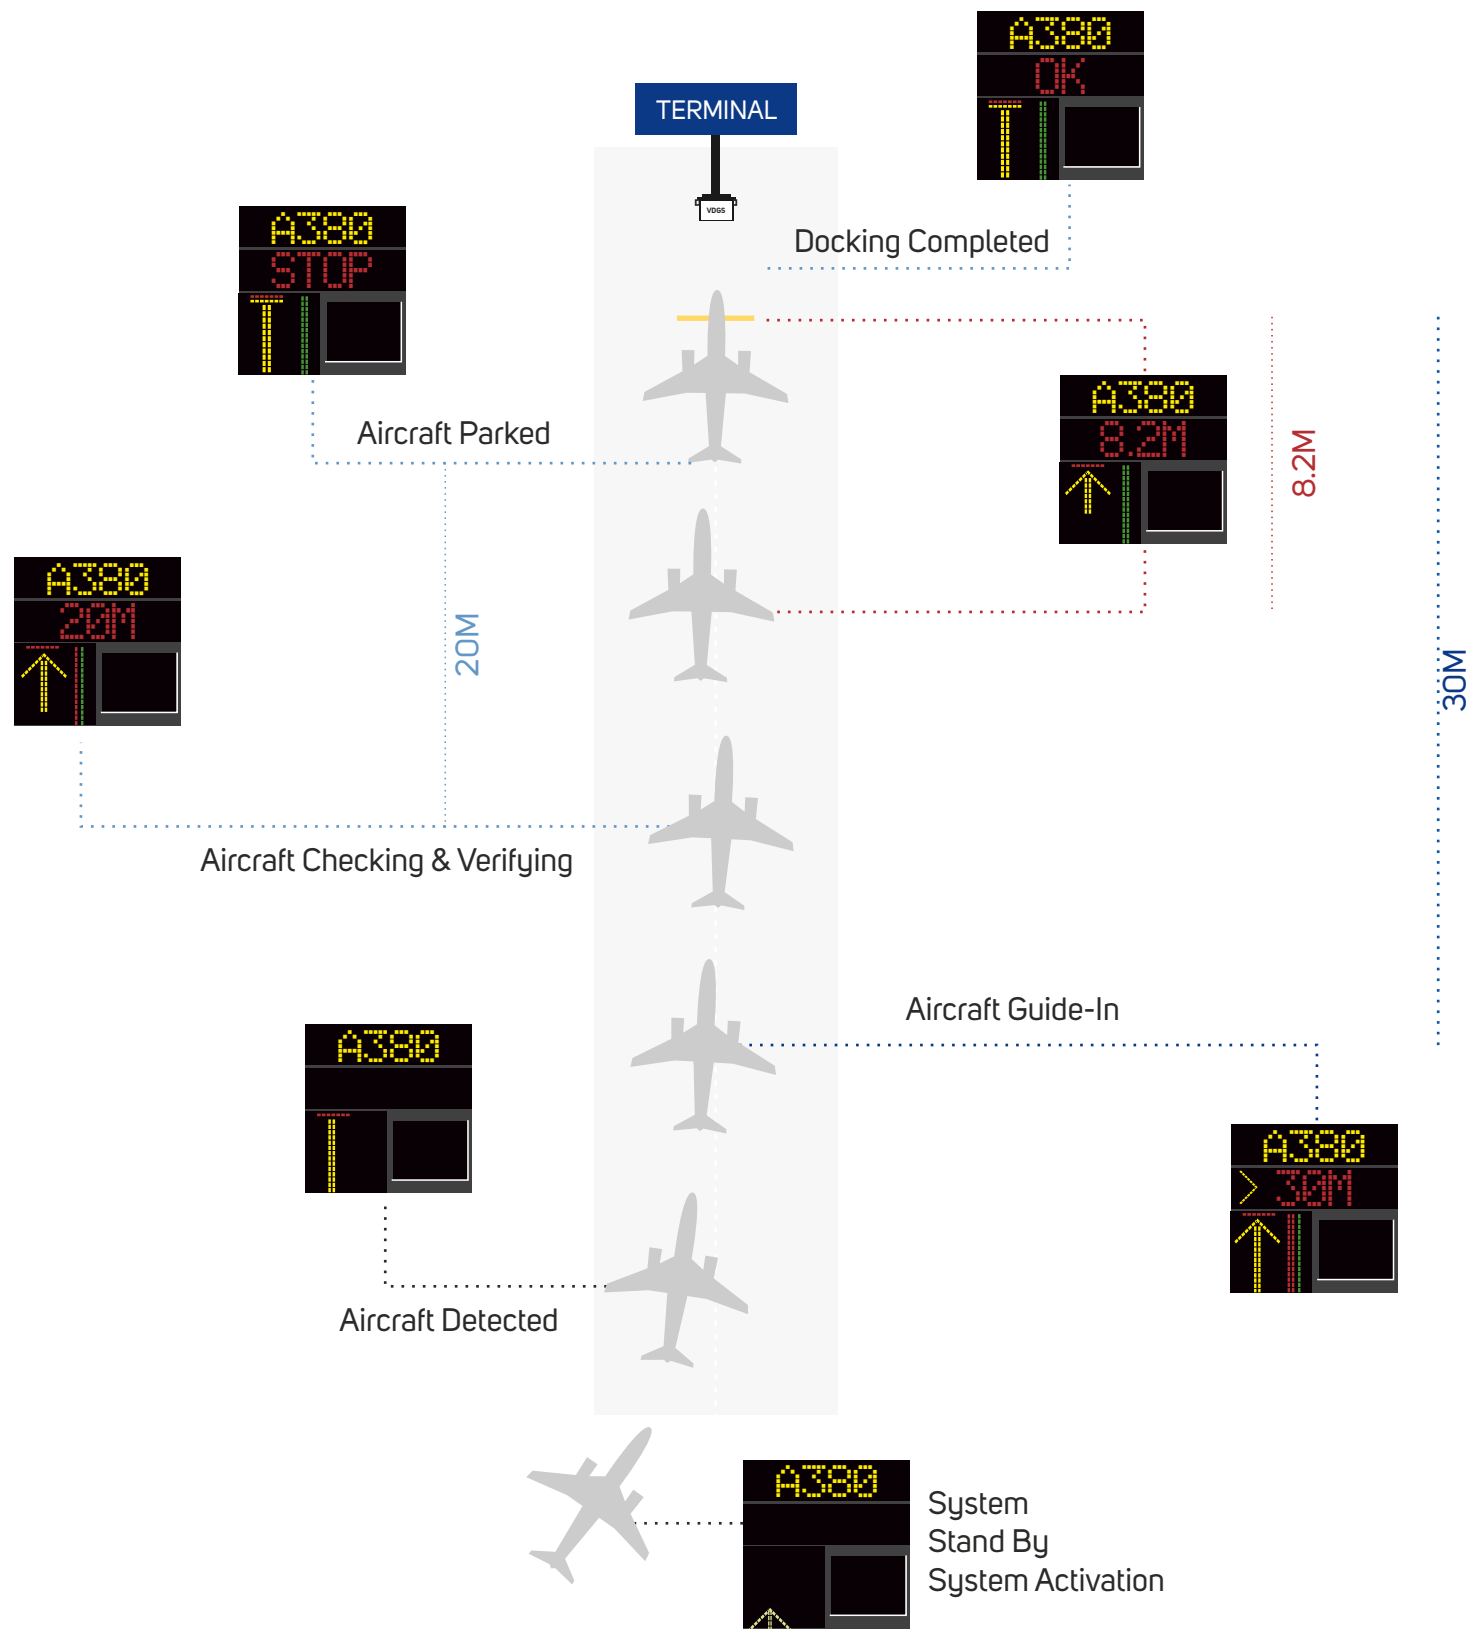 A380
OK
TERMINAL
VDGS
A380
STOP
Docking Completed
A380
8.2M
8.2M
Aircraft Parked
A380
20M
20M
30M
Aircraft Checking & Verifying
Aircraft Guide-In
A380
A380
> 30M
Aircraft Detected
A380
System
Stand By
System Activation